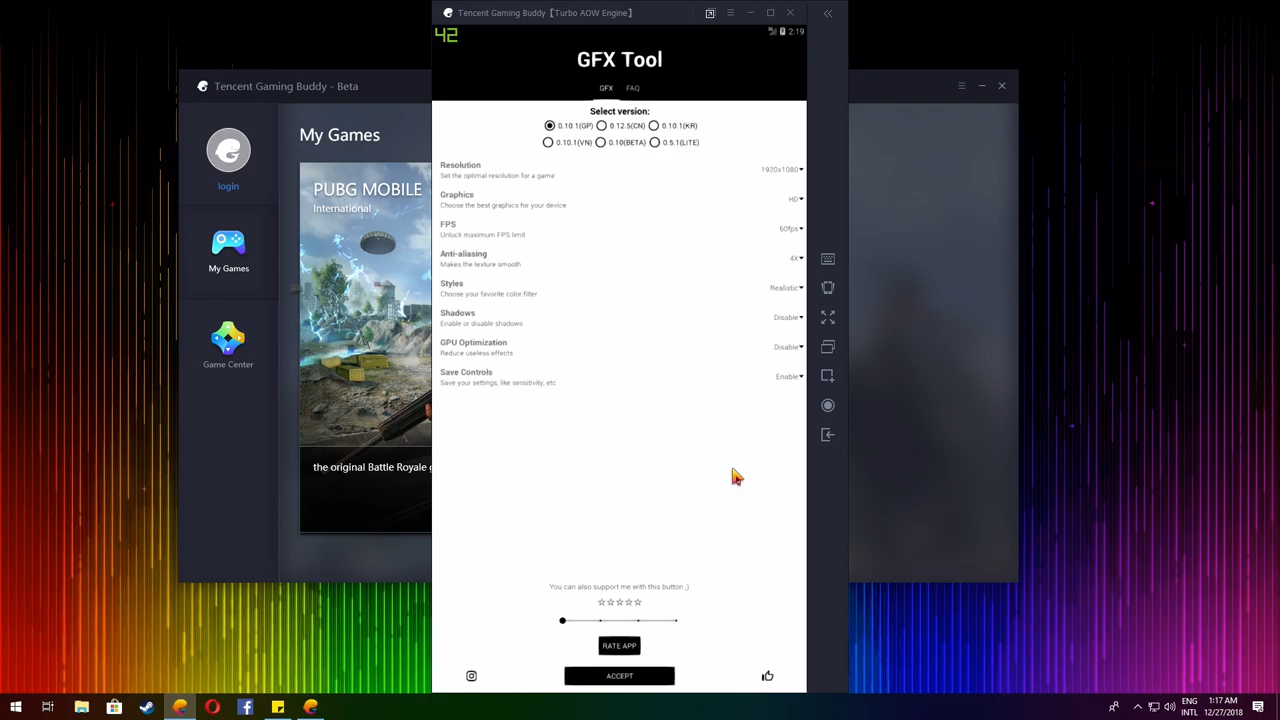 Tencent Gaming Buddy【Turbo AOW Engine】
42
2:19
GFX Tool
GFX FAQ
Select version:
0.10.1(GP) 0.12.5(CN) 0.10.1(KR)
0.10.1(VN) 0.10(BETA) 0.5.1(LITE)
Resolution
Set the optimal resolution for a game
1920x1080
Graphics
Choose the best graphics for your device
HD
FPS
Unluck maximum FPS limit
60fps
Anti-aliasing
Makes the texture smooth
4X
Styles
Choose your favorite color filter
Realistic
Shadows
Enable or disable shadows
Disable
GPU Optimization
Reduce useless effects
Disable
Save Controls
Save your settings, like sensitivity, etc
Enable
You can also support me with this button ;)
RATE APP
ACCEPT
Tencent Gaming Buddy - Beta
login
My Games
Game Center
PUBG MOBILE
International
the original Battle Royale g
1:17 AM
INTL 12/27/2018